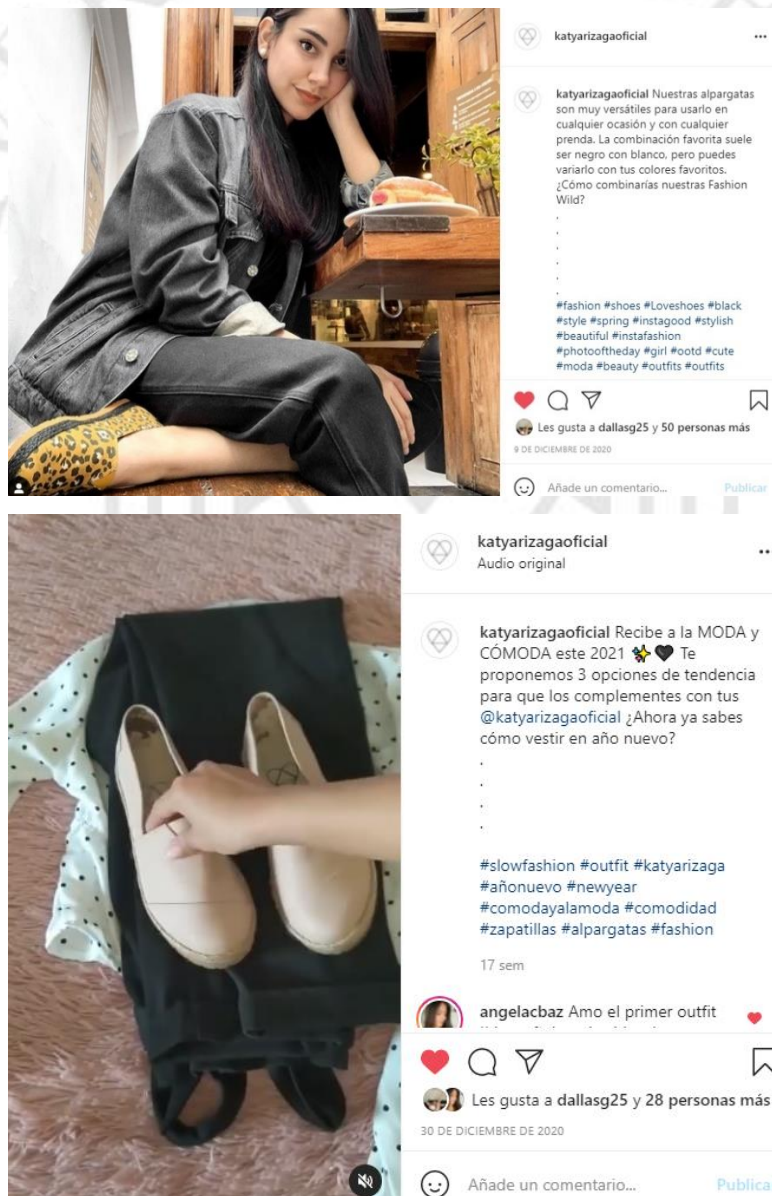 katyarizagaoficial
katyarizagaoficial Nuestras alpargatas
son muy versátiles para usarlo en
cualquier ocasión y con cualquier
prenda. La combinación favorita suele
ser negro con blanco, pero puedes
variarlo con tus colores favoritos.
¿Cómo combinarías nuestras Fashion
Wild?
.
.
.
.
.
#fashion #shoes #Loveshoes #black
#style #spring #instagood #stylish
#beautiful #instafashion
#photooftheday #girl #ootd #cute
#moda #beauty #outfits #outfits
Les gusta a dallasg25 y 50 personas más
9 DE DICIEMBRE DE 2020
Añade un comentario... Publicar
katyarizagaoficial
Audio original
katyarizagaoficial Recibe a la MODA y
CÓMODA este 2021 ✨🖤 Te
proponemos 3 opciones de tendencia
para que los complementes con tus
@katyarizagaoficial ¿Ahora ya sabes
cómo vestir en año nuevo?
.
.
.
.
#slowfashion #outfit #katyarizaga
#añonuevo #newyear
#comodayalamoda #comodidad
#zapatillas #alpargatas #fashion
17 sem
angelacbaz Amo el primer outfit
Les gusta a dallasg25 y 28 personas más
30 DE DICIEMBRE DE 2020
Añade un comentario... Publica